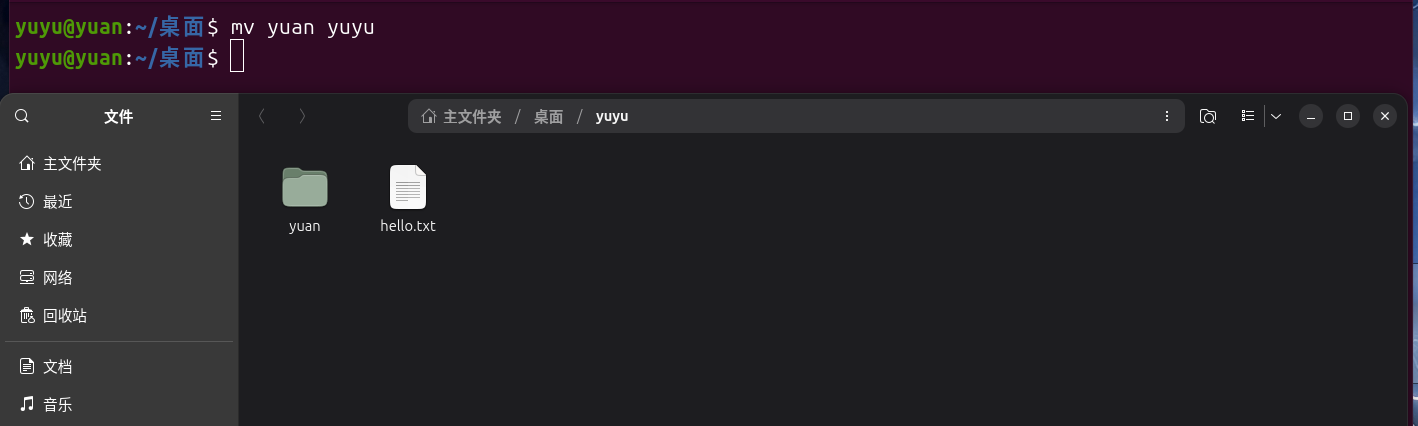 yuyu@yuan:~/桌面$ mv yuan yuyu
yuyu@yuan:~/桌面$
文件
主文件夹 / 桌面 / yuyu
主文件夹
最近
收藏
网络
回收站
文档
音乐
yuan
hello.txt